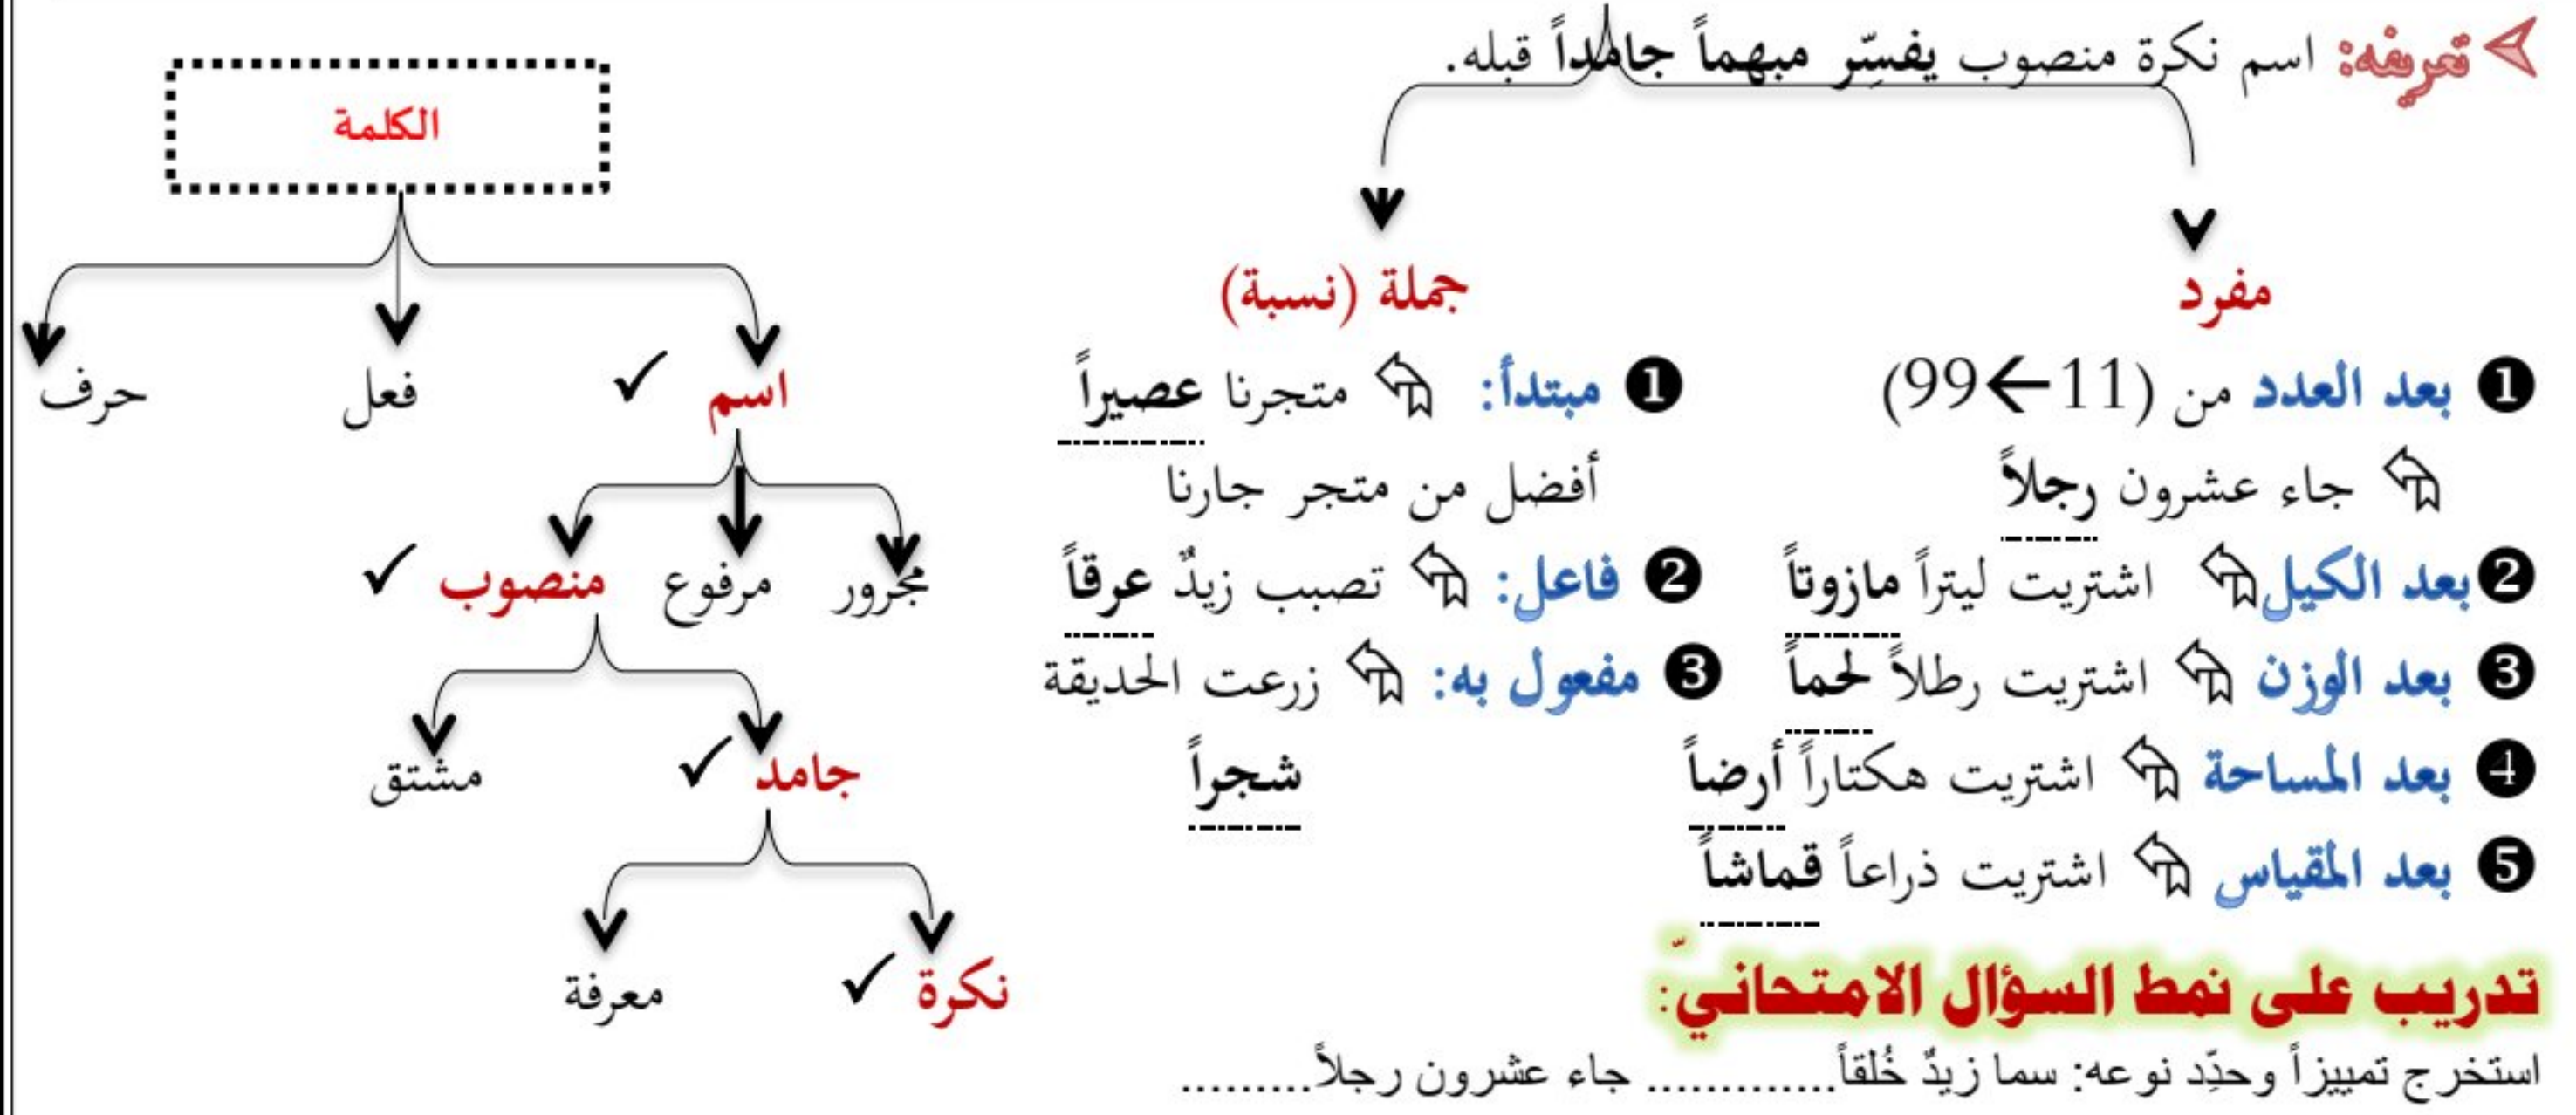 تعريفه: اسم نكرة منصوب يفسِّر مبهماً جامداً قبله.
مفرد
❶ بعد العدد من (11←99)
جاء عشرون رجلاً
❷ بعد الكيل اشتريت ليتراً مازوتاً
❸ بعد الوزن اشتريت رطلاً لحماً
❹ بعد المساحة اشتريت هكتاراً أرضاً
❺ بعد المقياس اشتريت ذراعاً قماشاً
جملة (نسبة)
❶ مبتدأ: متجرنا عصيراً
أفضل من متجر جارنا
❷ فاعل: تصبب زيدٌ عرقاً
❸ مفعول به: زرعت الحديقة
شجراً
الكلمة
اسم ✓ فعل حرف
مجرور مرفوع منصوب ✓
جامد ✓ مشتق
نكرة ✓ معرفة
تدريب على نمط السؤال الامتحانيّ:
استخرج تمييزاً وحدِّد نوعه: سما زيدٌ خُلقاً............. جاء عشرون رجلاً.........